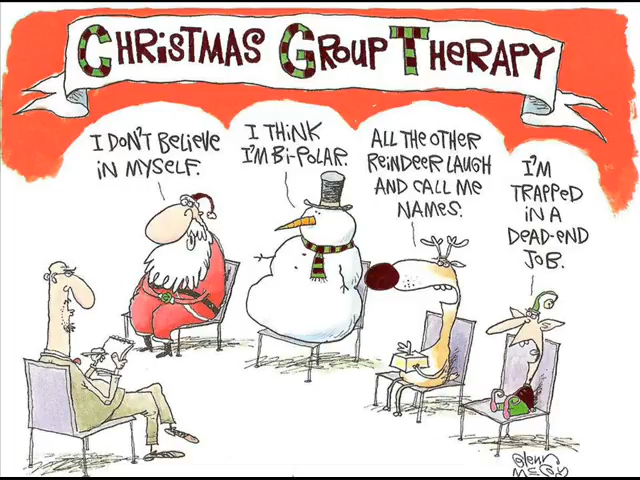 CHRISTMAS GROUP THERAPY
I DON'T BELIEVE
IN MYSELF.
I THINK
I'M BI-POLAR.
ALL THE OTHER
REINDEER LAUGH
AND CALL ME
NAMES.
I'M
TRAPPED
IN A
DEAD-END
JOB.
Glenn